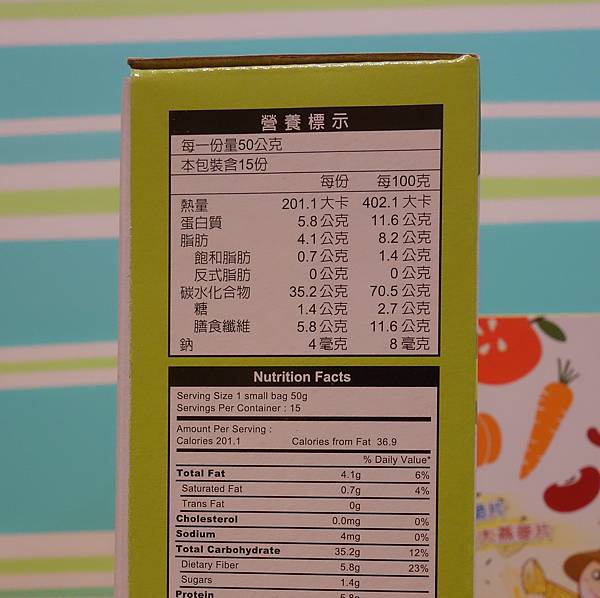 營養標示
每一份量50公克
本包裝含15份
每份 每100克
熱量 201.1大卡 402.1大卡
蛋白質 5.8公克 11.6公克
脂肪 4.1公克 8.2公克
飽和脂肪 0.7公克 1.4公克
反式脂肪 0公克 0公克
碳水化合物 35.2公克 70.5公克
糖 1.4公克 2.7公克
膳食纖維 5.8公克 11.6公克
鈉 4毫克 8毫克
Nutrition Facts
Serving Size 1 small bag 50g
Servings Per Container : 15
Amount Per Serving :
Calories 201.1 Calories from Fat 36.9
% Daily Value*
Total Fat 4.1g 6%
Saturated Fat 0.7g 4%
Trans Fat 0g
Cholesterol 0.0mg 0%
Sodium 4mg 0%
Total Carbohydrate 35.2g 12%
Dietary Fiber 5.8g 23%
Sugars 1.4g
Protein 5.8g